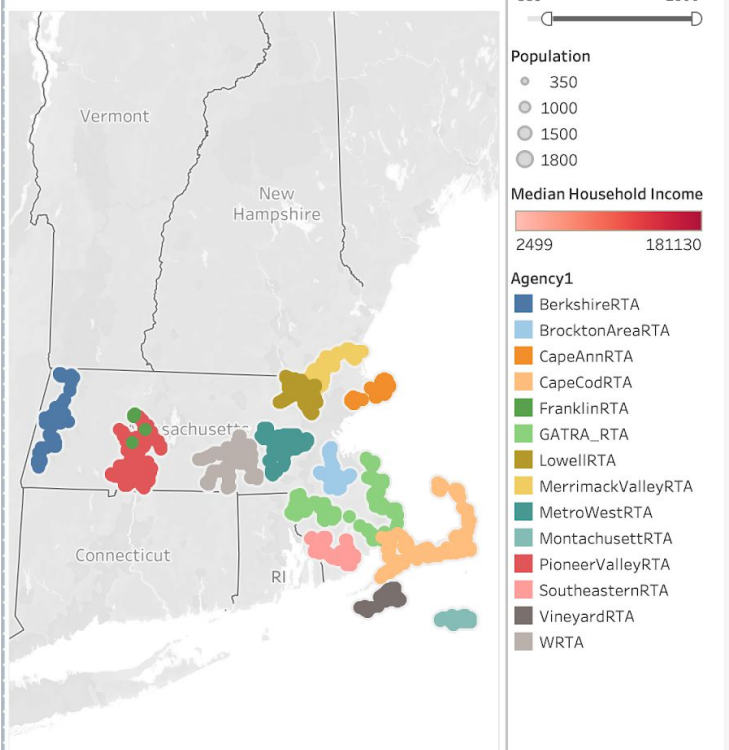 Vermont
New
Hampshire
sachusetts
Connecticut
RI
Population
350
1000
1500
1800
Median Household Income
2499 181130
Agency1
BerkshireRTA
BrocktonAreaRTA
CapeAnnRTA
CapeCodRTA
FranklinRTA
GATRA_RTA
LowellRTA
MerrimackValleyRTA
MetroWestRTA
MontachusettRTA
PioneerValleyRTA
SoutheasternRTA
VineyardRTA
WRTA